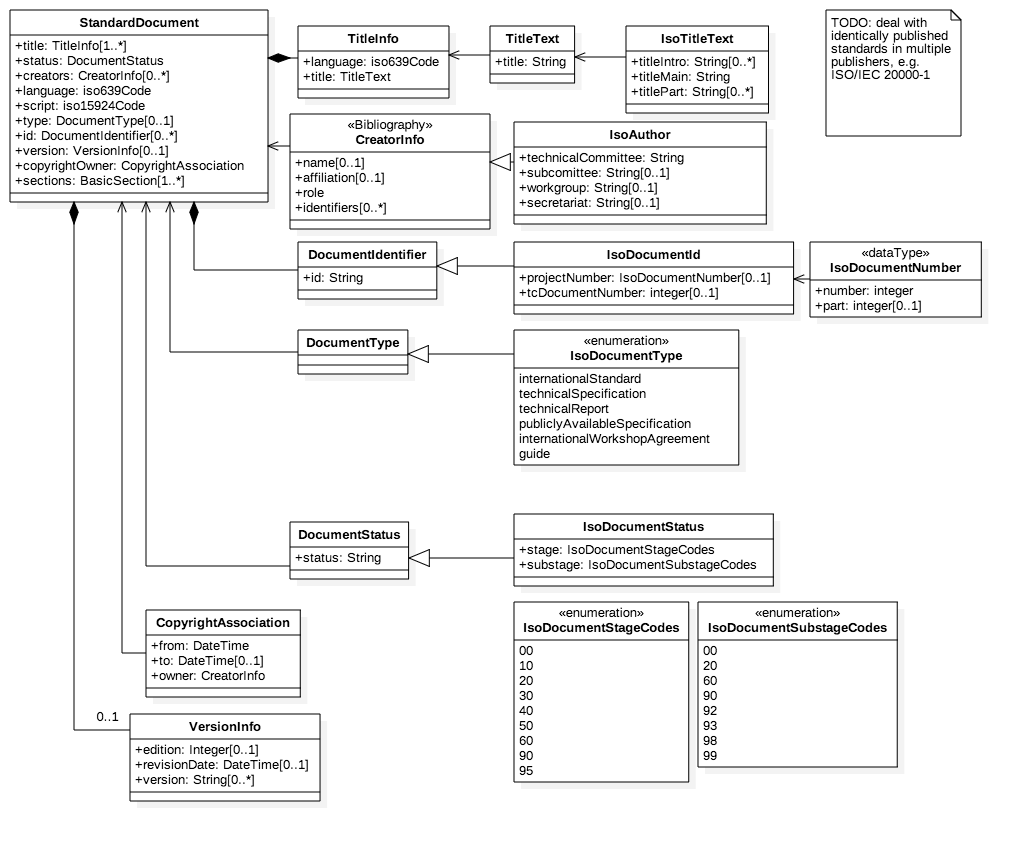 StandardDocument
+title: TitleInfo[1..*]
+status: DocumentStatus
+creators: CreatorInfo[0..*]
+language: iso639Code
+script: iso15924Code
+type: DocumentType[0..1]
+id: DocumentIdentifier[0..*]
+version: VersionInfo[0..1]
+copyrightOwner: CopyrightAssociation
+sections: BasicSection[1..*]
TitleInfo
+language: iso639Code
+title: TitleText
TitleText
+title: String
IsoTitleText
+titleIntro: String[0..*]
+titleMain: String
+titlePart: String[0..*]
TODO: deal with
identically published
standards in multiple
publishers, e.g.
ISO/IEC 20000-1
«Bibliography»
CreatorInfo
+name[0..1]
+affiliation[0..1]
+role
+identifiers[0..*]
IsoAuthor
+technicalCommittee: String
+subcomittee: String[0..1]
+workgroup: String[0..1]
+secretariat: String[0..1]
DocumentIdentifier
+id: String
IsoDocumentId
+projectNumber: IsoDocumentNumber[0..1]
+tcDocumentNumber: integer[0..1]
«dataType»
IsoDocumentNumber
+number: integer
+part: integer[0..1]
DocumentType
«enumeration»
IsoDocumentType
internationalStandard
technicalSpecification
technicalReport
publiclyAvailableSpecification
internationalWorkshopAgreement
guide
DocumentStatus
+status: String
IsoDocumentStatus
+stage: IsoDocumentStageCodes
+substage: IsoDocumentSubstageCodes
«enumeration»
IsoDocumentStageCodes
00
10
20
30
40
50
60
90
95
«enumeration»
IsoDocumentSubstageCodes
00
20
60
90
92
93
98
99
CopyrightAssociation
+from: DateTime
+to: DateTime[0..1]
+owner: CreatorInfo
0..1
VersionInfo
+edition: Integer[0..1]
+revisionDate: DateTime[0..1]
+version: String[0..*]